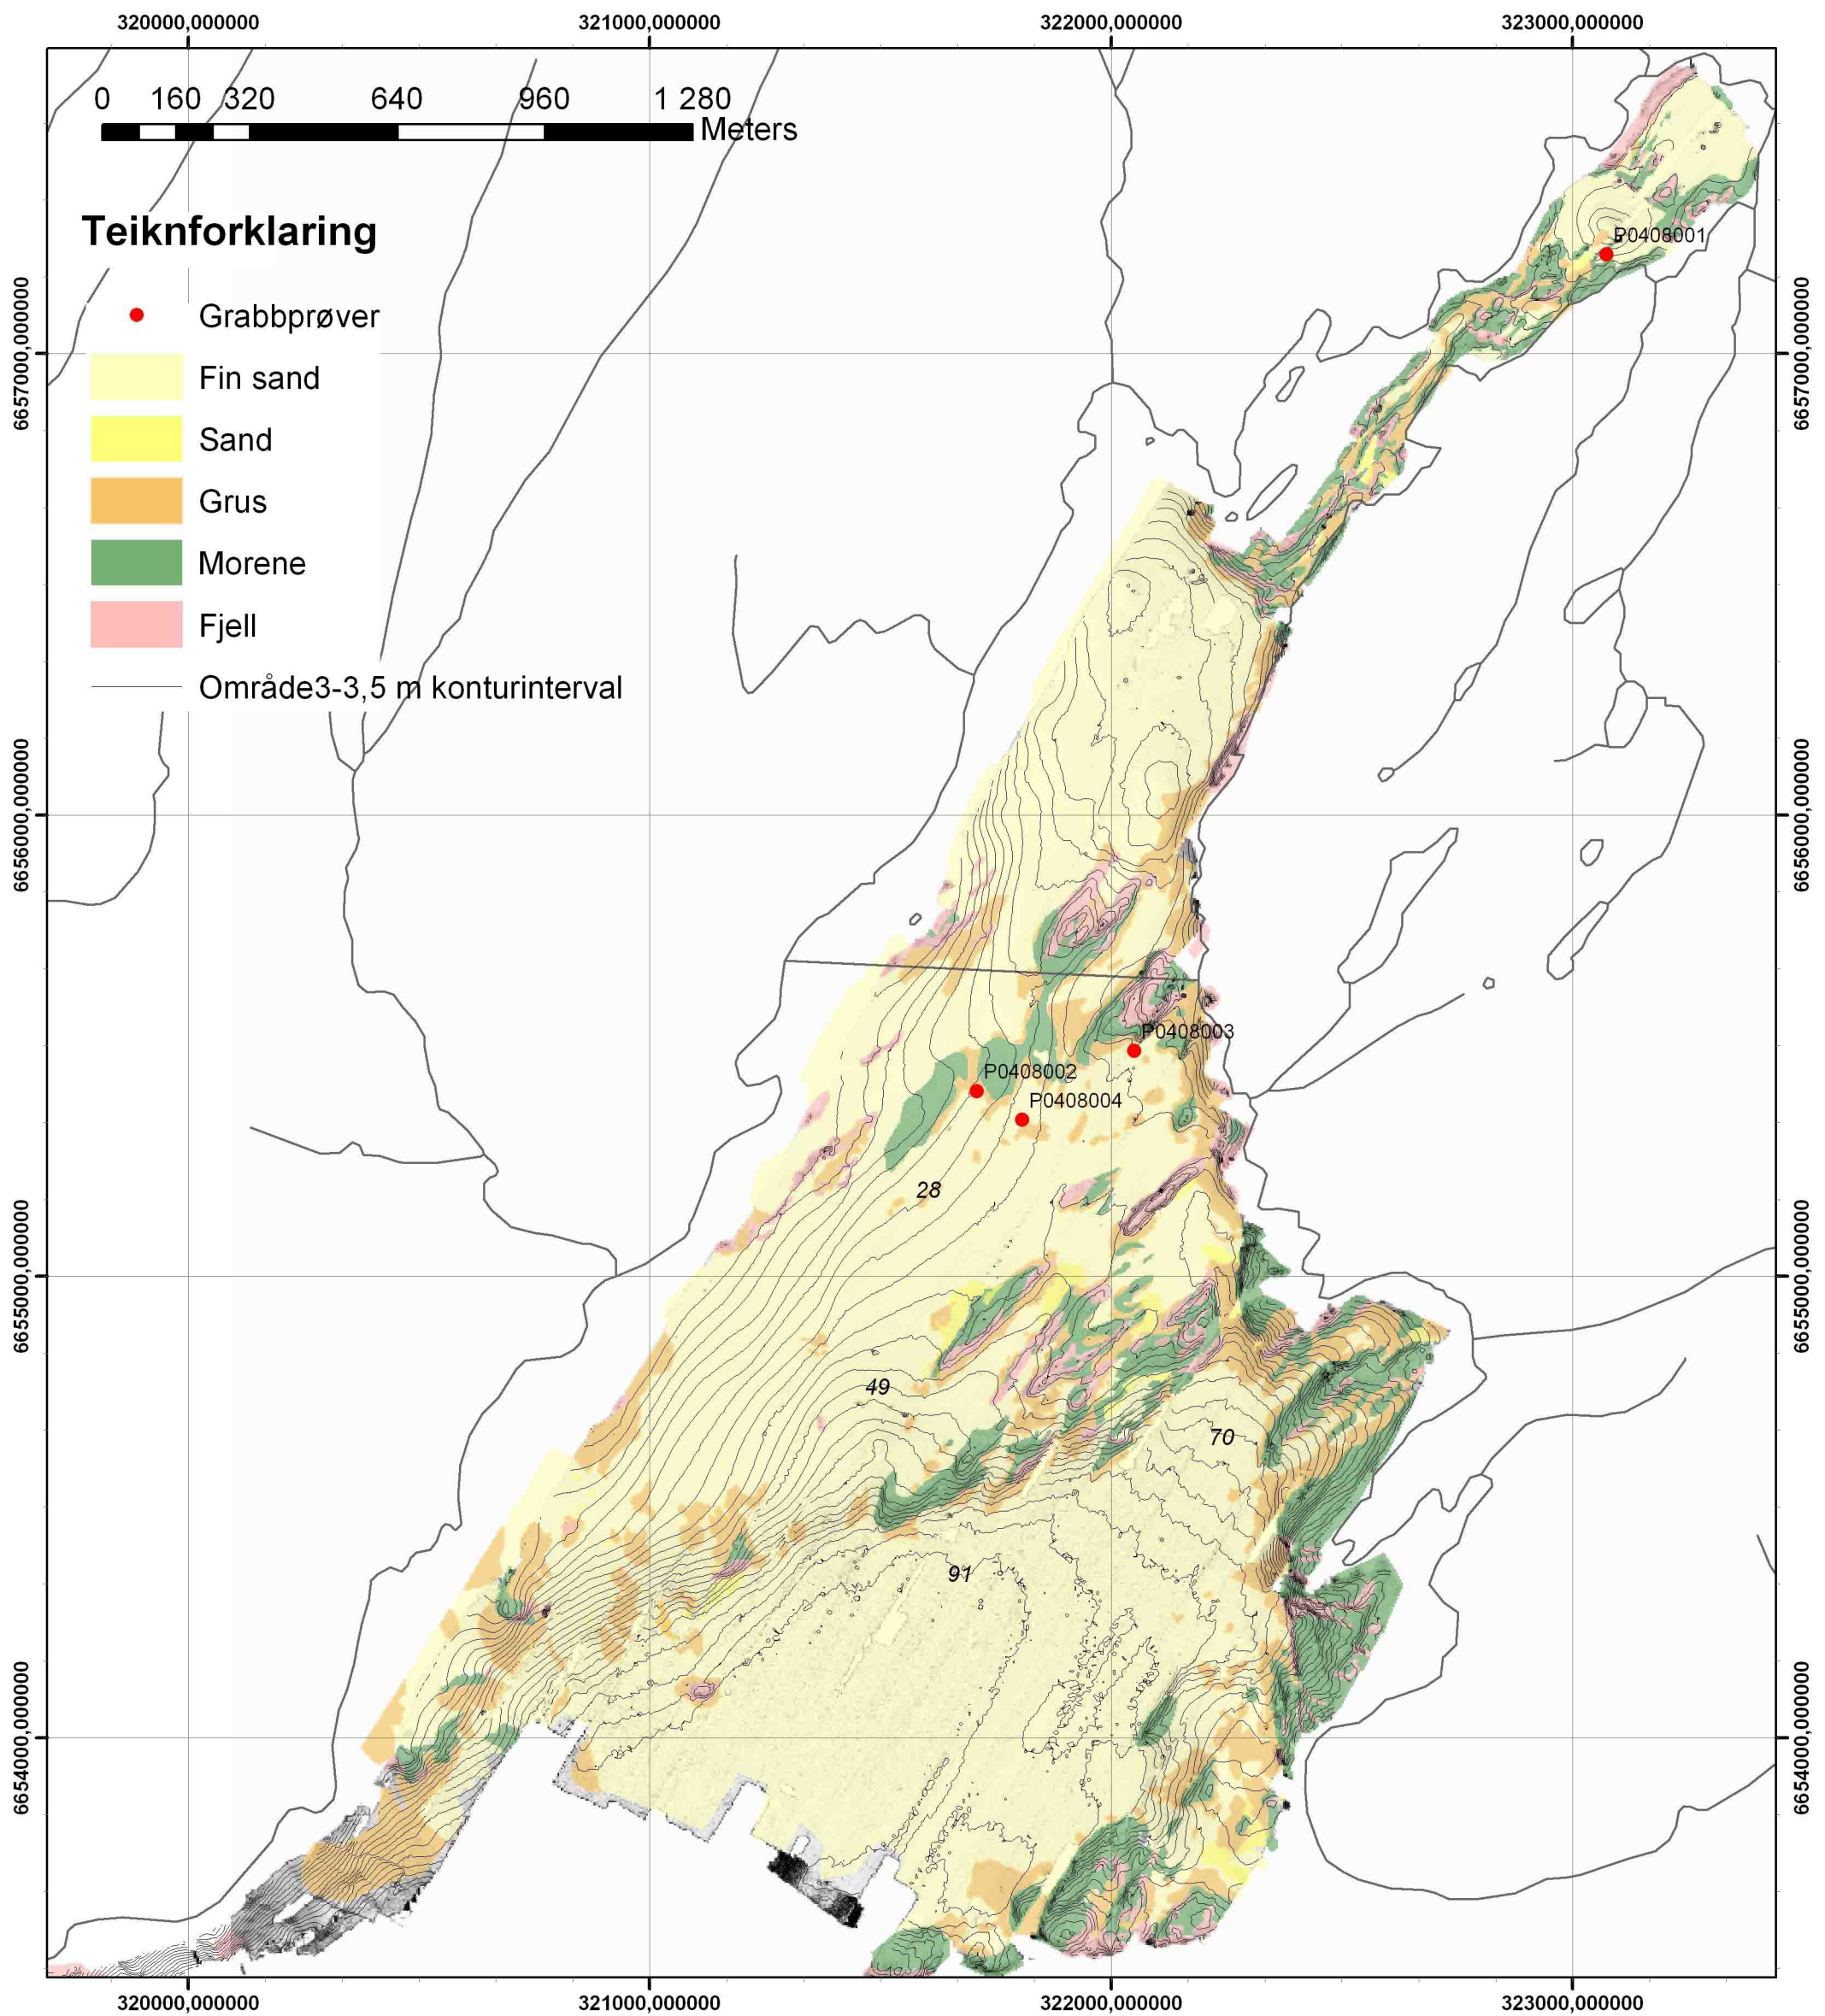 320000,000000 321000,000000 322000,000000 323000,000000
0 160 320 640 960 1 280
Meters
Teiknforklaring
Grabbprøver
Fin sand
Sand
Grus
Morene
Fjell
Område3-3,5 m konturinterval
P0408001
P0408003
P0408002
P0408004
28
49
70
91
6657000,000000
6656000,000000
6655000,000000
6654000,000000
6657000,000000
6656000,000000
6655000,000000
6654000,000000
320000,000000 321000,000000 322000,000000 323000,000000